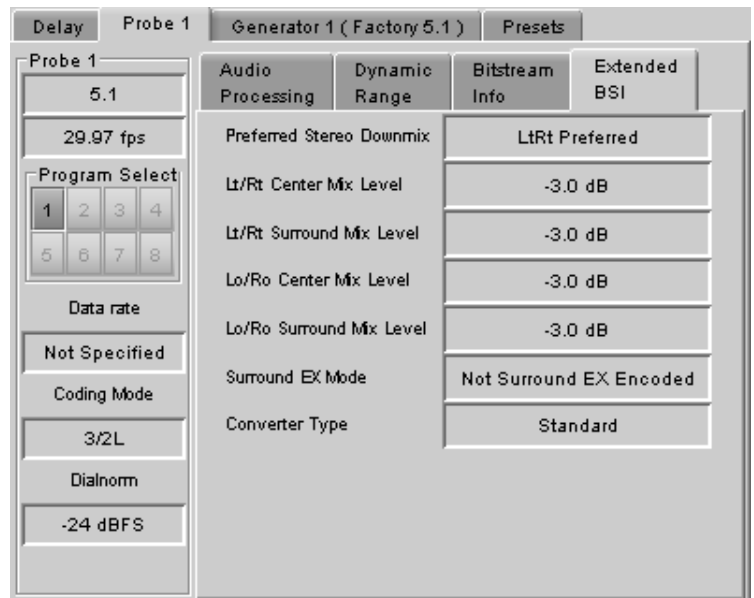 Delay
Probe 1
Generator 1 ( Factory 5.1 )
Presets
Probe 1
5.1
29.97 fps
Program Select
1 2 3 4
5 6 7 8
Data rate
Not Specified
Coding Mode
3/2L
Dialnorm
-24 dBFS
Audio
Processing
Dynamic
Range
Bitstream
Info
Extended
BSI
Preferred Stereo Downmix LtRt Preferred
Lt/Rt Center Mix Level -3.0 dB
Lt/Rt Surround Mix Level -3.0 dB
Lo/Ro Center Mix Level -3.0 dB
Lo/Ro Surround Mix Level -3.0 dB
Surround EX Mode Not Surround EX Encoded
Converter Type Standard